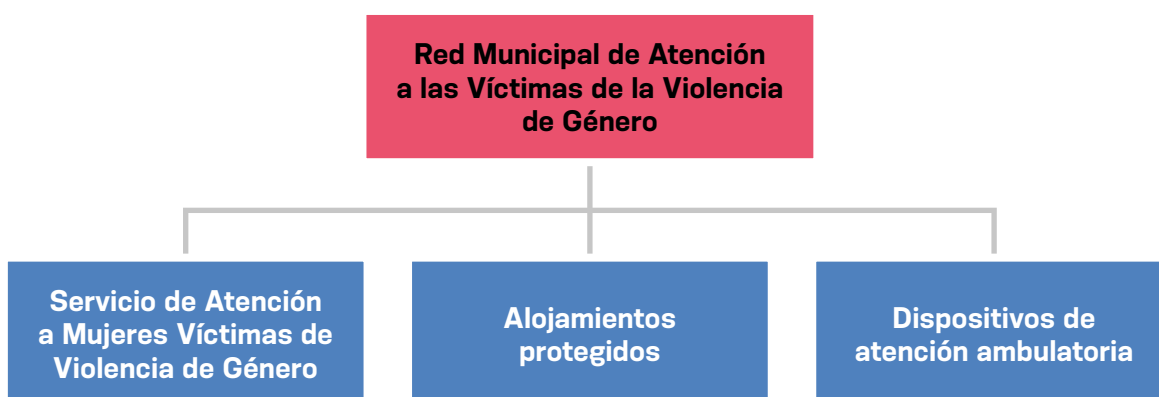 Red Municipal de Atención
a las Víctimas de la Violencia
de Género
Servicio de Atención
a Mujeres Víctimas de
Violencia de Género
Alojamientos
protegidos
Dispositivos de
atención ambulatoria